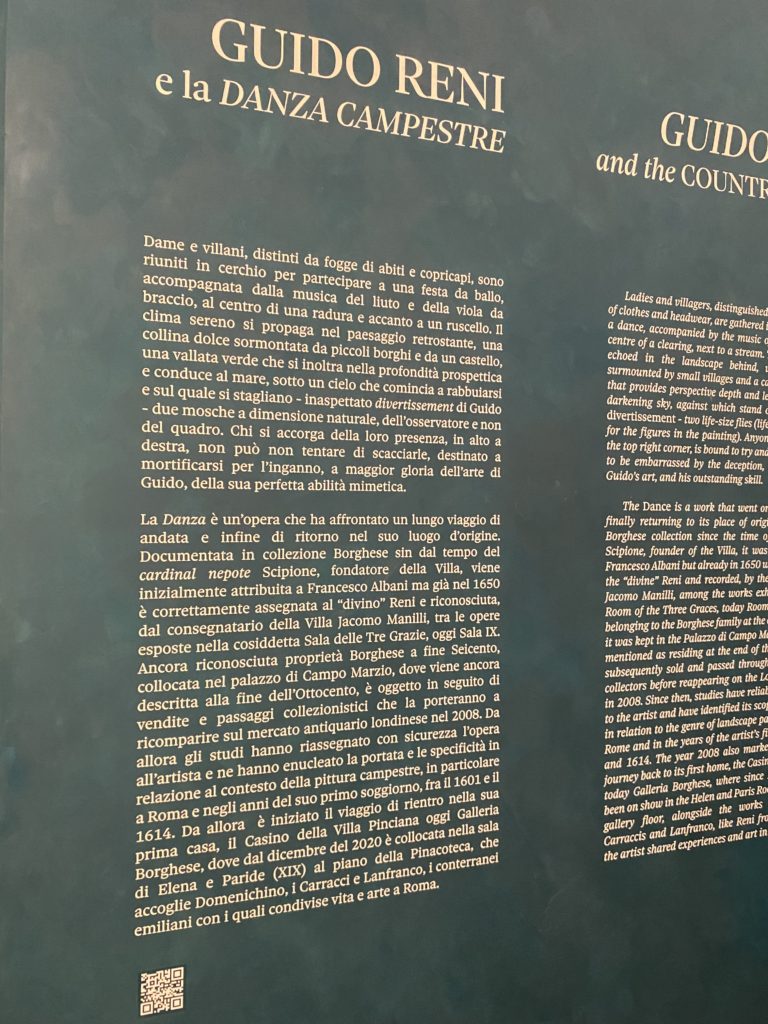 GUIDO RENI
e la DANZA CAMPESTRE
Dame e villani, distinti da fogge di abiti e copricapi, sono
riuniti in cerchio per partecipare a una festa da ballo,
accompagnata dalla musica del liuto e della viola da
braccio, al centro di una radura e accanto a un ruscello. Il
clima sereno si propaga nel paesaggio retrostante, una
collina dolce sormontata da piccoli borghi e da un castello,
una vallata verde che si inoltra nella profondità prospettica
e conduce al mare, sotto un cielo che comincia a rabbuiarsi
e sul quale si stagliano - inaspettato divertissement di Guido
- due mosche a dimensione naturale, dell'osservatore e non
del quadro. Chi si accorga della loro presenza, in alto a
destra, non può non tentare di scacciarle, destinato a
mortificarsi per l'inganno, a maggior gloria dell'arte di
Guido, della sua perfetta abilità mimetica.
La Danza è un'opera che ha affrontato un lungo viaggio di
andata e infine di ritorno nel suo luogo d'origine.
Documentata in collezione Borghese sin dal tempo del
cardinal nepote Scipione, fondatore della Villa, viene
inizialmente attribuita a Francesco Albani ma già nel 1650
è correttamente assegnata al “divino” Reni e riconosciuta,
dal consegnatario della Villa Jacomo Manilli, tra le opere
esposte nella cosiddetta Sala delle Tre Grazie, oggi Sala IX.
Ancora riconosciuta proprietà Borghese a fine Seicento,
collocata nel palazzo di Campo Marzio, dove viene ancora
descritta alla fine dell'Ottocento, è oggetto in seguito di
vendite e passaggi collezionistici che la porteranno a
ricomparire sul mercato antiquario londinese nel 2008. Da
allora gli studi hanno riassegnato con sicurezza l'opera
all'artista e ne hanno enucleato la portata e le specificità in
relazione al contesto della pittura campestre, in particolare
a Roma e negli anni del suo primo soggiorno, fra il 1601 e il
1614. Da allora è iniziato il viaggio di rientro nella sua
prima casa, il Casino della Villa Pinciana oggi Galleria
Borghese, dove dal dicembre del 2020 è collocata nella sala
di Elena e Paride (XIX) al piano della Pinacoteca, che
accoglie Domenichino, i Carracci e Lanfranco, i conterranei
emiliani con i quali condivise vita e arte a Roma.
GUIDO
and the COUNTR
Ladies and villagers, distinguished
of clothes and headwear, are gathered
a dance, accompanied by the music o
centre of a clearing, next to a stream.
echoed in the landscape behind,
surmounted by small villages and a c
that provides perspective depth and le
darkening sky, against which stand
divertissement - two life-size flies (life
for the figures in the painting). Anyon
the top right corner, is bound to try and
to be embarrassed by the deception,
Guido's art, and his outstanding skill.
The Dance is a work that went on
finally returning to its place of orig
Borghese collection since the time of
Scipione, founder of the Villa, it was
Francesco Albani but already in 1650 w
the “divine” Reni and recorded, by the
Jacomo Manilli, among the works exh
Room of the Three Graces, today Room
belonging to the Borghese family at the
it was kept in the Palazzo di Campo Ma
mentioned as residing at the end of th
subsequently sold and passed through
collectors before reappearing on the Lo
in 2008. Since then, studies have reliab
to the artist and have identified its scop
in relation to the genre of landscape pa
Rome and in the years of the artist's fi
and 1614. The year 2008 also marke
journey back to its first home, the Casin
today Galleria Borghese, where since
been on show in the Helen and Paris Roo
gallery floor, alongside the works
Carraccis and Lanfranco, like Reni fro
the artist shared experiences and art in